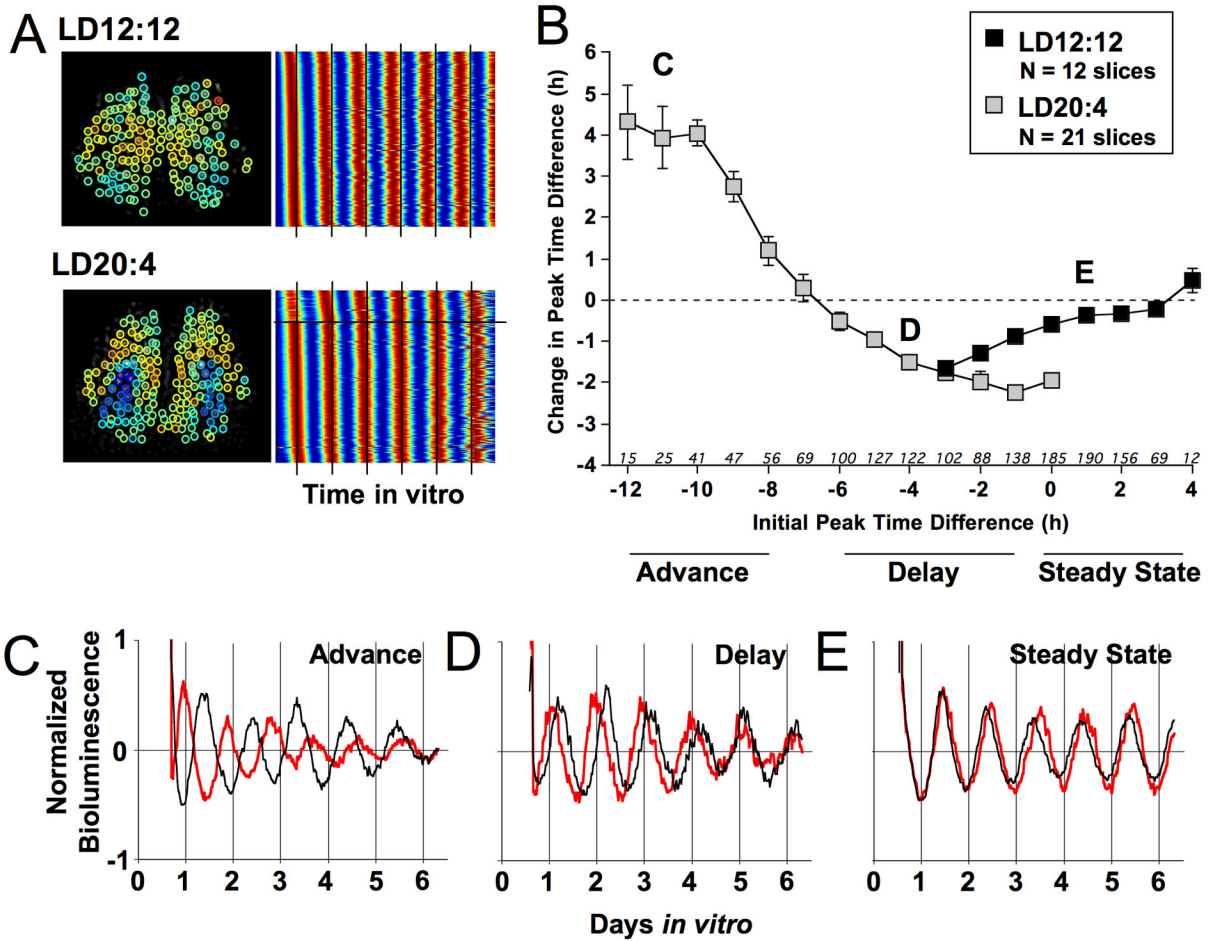 A
LD12:12
LD20:4
Time in vitro
B
LD12:12
N = 12 slices
LD20:4
N = 21 slices
Change in Peak Time Difference (h)
6
5
4
3
2
1
0
-1
-2
-3
-4
C
D
E
15 25 41 47 56 69 100 127 122 102 88 138 185 190 156 69 12
-12 -10 -8 -6 -4 -2 0 2 4
Initial Peak Time Difference (h)
Advance Delay Steady State
C
Normalized
Bioluminescence
1
0
-1
Advance
0 1 2 3 4 5 6
D
Delay
0 1 2 3 4 5 6
E
Steady State
0 1 2 3 4 5 6
Days in vitro